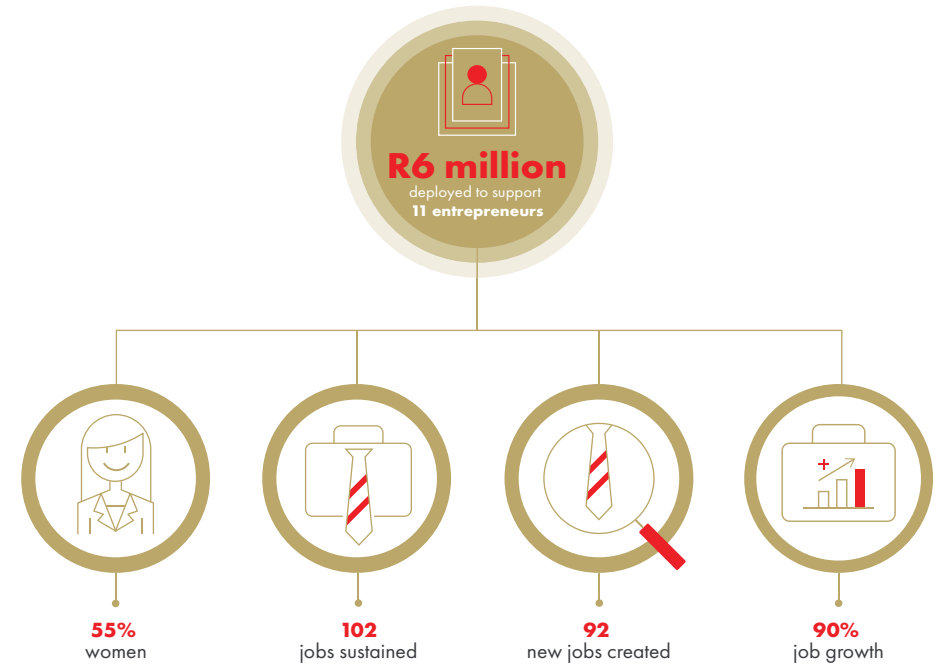 R6 million
deployed to support
11 entrepreneurs
55%
women
102
jobs sustained
92
new jobs created
90%
job growth